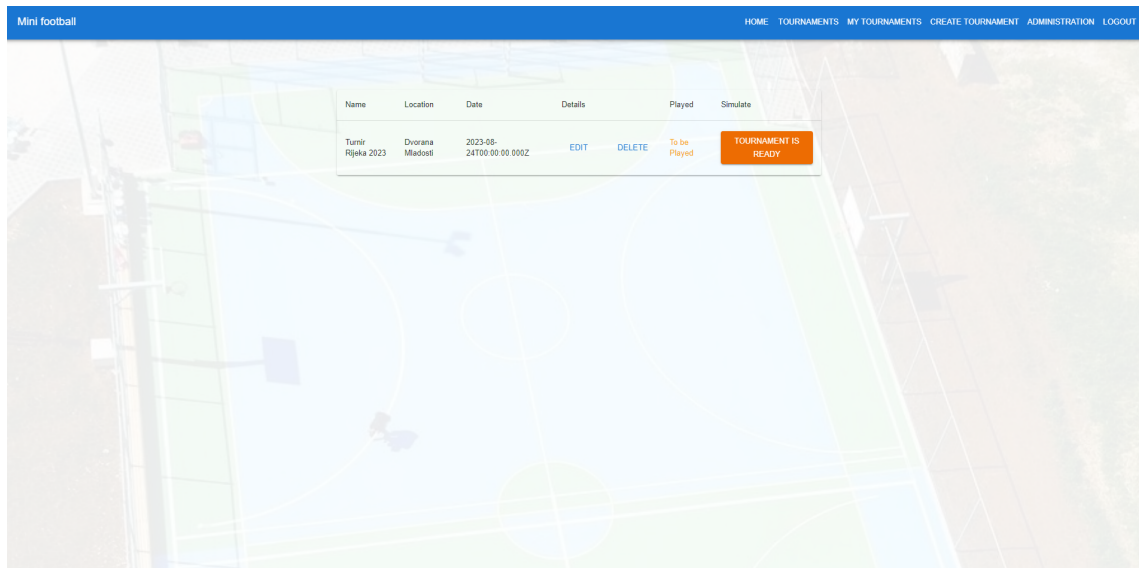 Mini football
HOME TOURNAMENTS MY TOURNAMENTS CREATE TOURNAMENT ADMINISTRATION LOGOUT
Name Location Date Details Played Simulate
Turnir Rijeka 2023
Dvorana Mladosti
2023-08-24T00:00:00.000Z
EDIT
DELETE
To be Played
TOURNAMENT IS READY